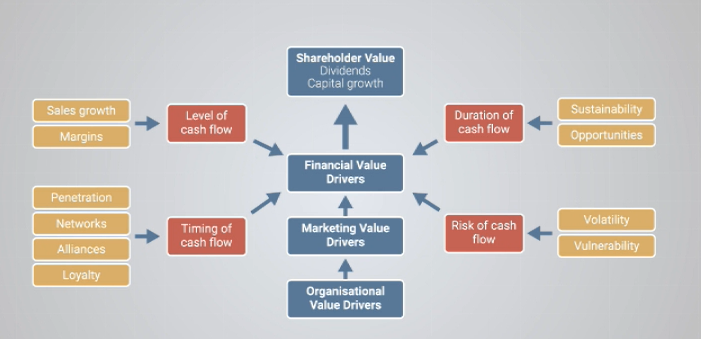 Shareholder Value
Dividends
Capital growth
Sales growth
Margins
Level of
cash flow
Duration of
cash flow
Sustainability
Opportunities
Financial Value
Drivers
Penetration
Networks
Alliances
Loyalty
Timing of
cash flow
Marketing Value
Drivers
Risk of cash
flow
Volatility
Vulnerability
Organisational
Value Drivers